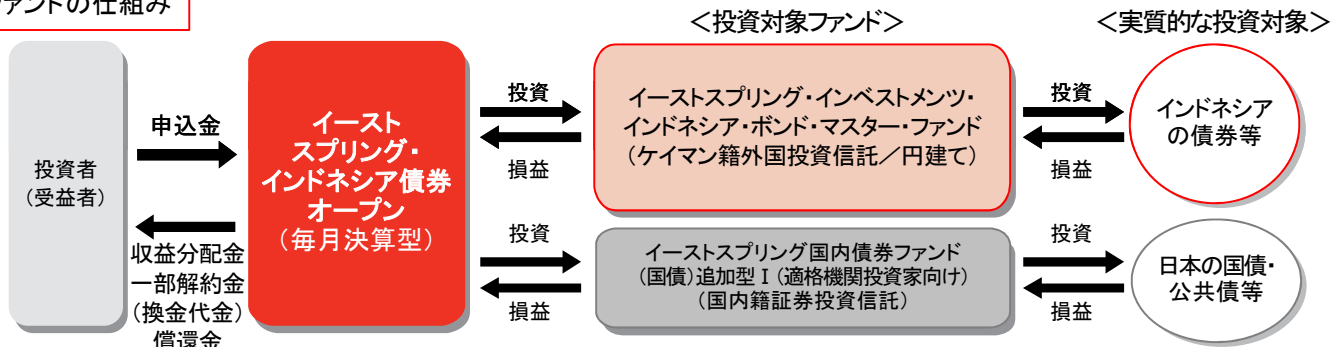 ファンドの仕組み
＜投資対象ファンド＞
＜実質的な投資対象＞
投資者
（受益者）
申込金
収益分配金
一部解約金
（換金代金）
償還金
イースト
スプリング・
インドネシア債券
オープン
（毎月決算型）
投資
損益
イーストスプリング・インベストメンツ・
インドネシア・ボンド・マスター・ファンド
（ケイマン籍外国投資信託／円建て）
投資
損益
インドネシア
の債券等
投資
損益
イーストスプリング国内債券ファンド
（国債）追加型Ⅰ（適格機関投資家向け）
（国内籍証券投資信託）
投資
損益
日本の国債・
公共債等